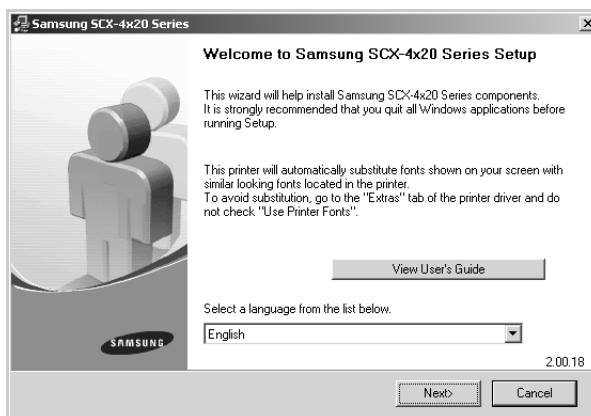 Samsung SCX-4x20 Series
Welcome to Samsung SCX-4x20 Series Setup
This wizard will help install Samsung SCX-4x20 Series components.
It is strongly recommended that you quit all Windows applications before
running Setup.
This printer will automatically substitute fonts shown on your screen with
similar looking fonts located in the printer.
To avoid substitution, go to the "Extras" tab of the printer driver and do
not check "Use Printer Fonts".
View User's Guide
Select a language from the list below.
English
SAMSUNG
2.00.18
Next>
Cancel